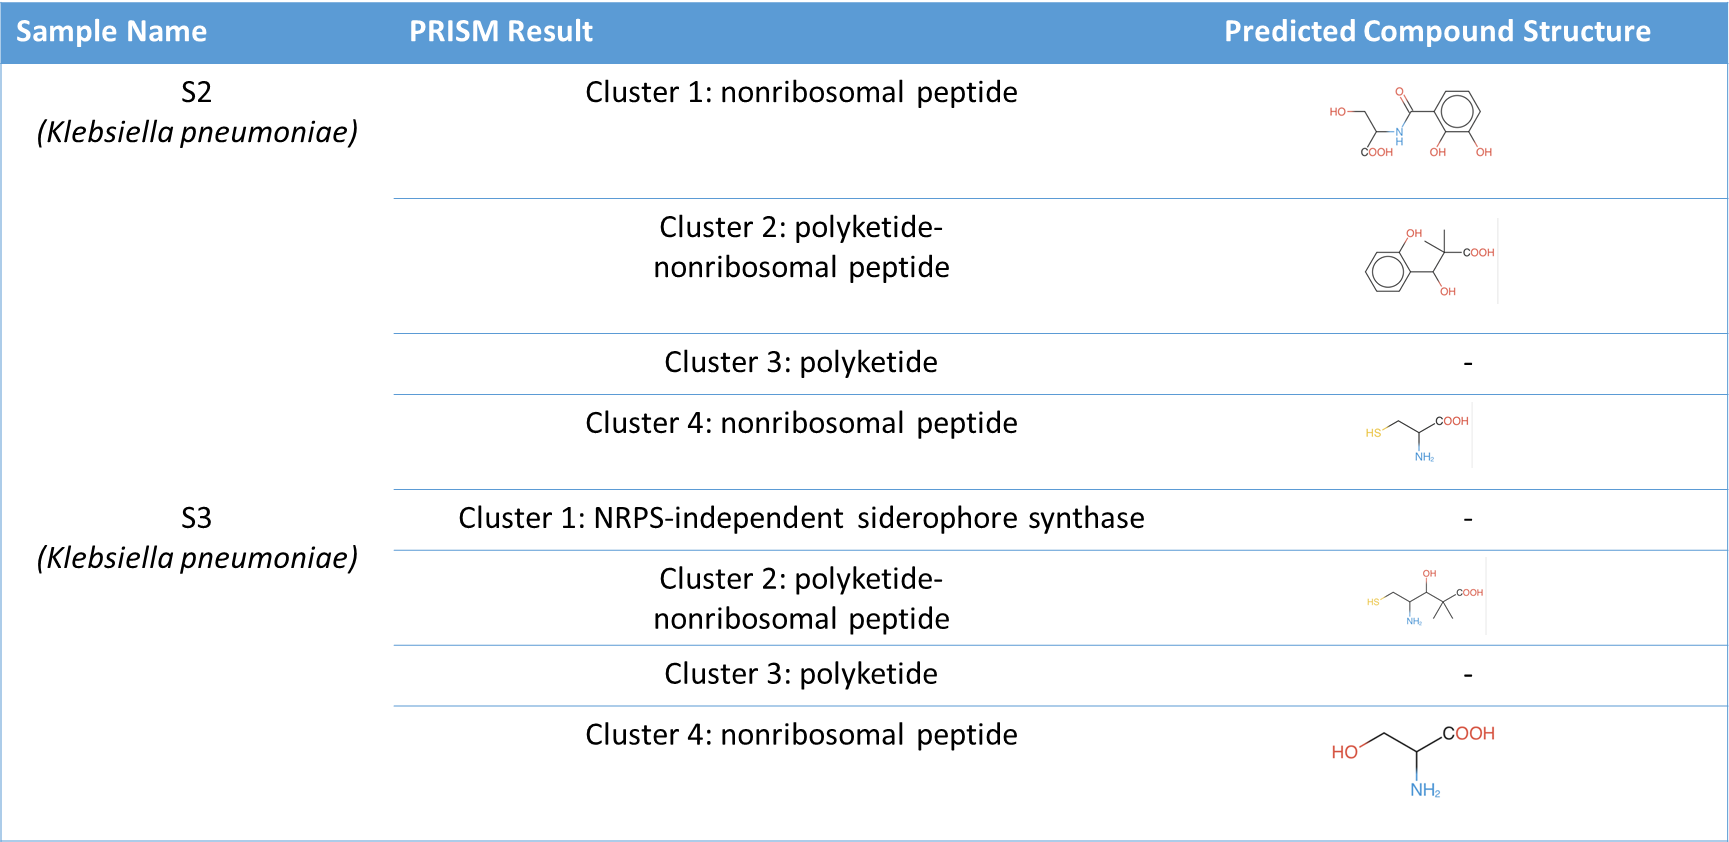 Sample Name PRISM Result Predicted Compound Structure
S2 Cluster 1: nonribosomal peptide
(Klebsiella pneumoniae)
O
HO
N
H
COOH OH OH
Cluster 2: polyketide-
nonribosomal peptide
OH
COOH
OH
Cluster 3: polyketide -
Cluster 4: nonribosomal peptide
HS COOH
NH₂
S3 Cluster 1: NRPS-independent siderophore synthase -
(Klebsiella pneumoniae)
Cluster 2: polyketide-
nonribosomal peptide
OH
HS COOH
NH₂
Cluster 3: polyketide -
Cluster 4: nonribosomal peptide
HO COOH
NH₂